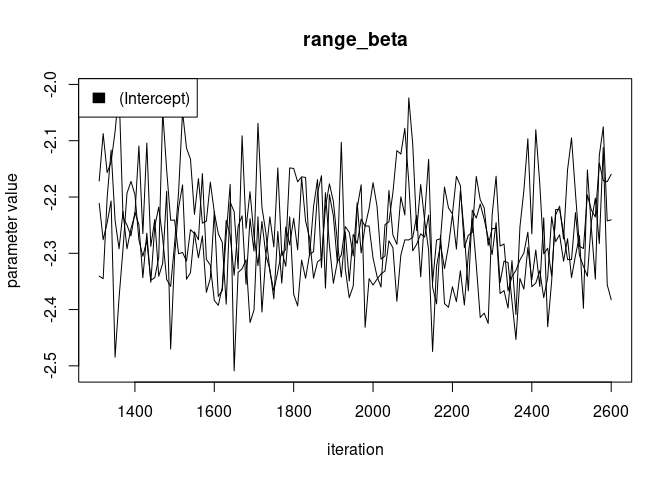 range_beta
(Intercept)
parameter value
-2.0
-2.1
-2.2
-2.3
-2.4
-2.5
1400 1600 1800 2000 2200 2400 2600
iteration